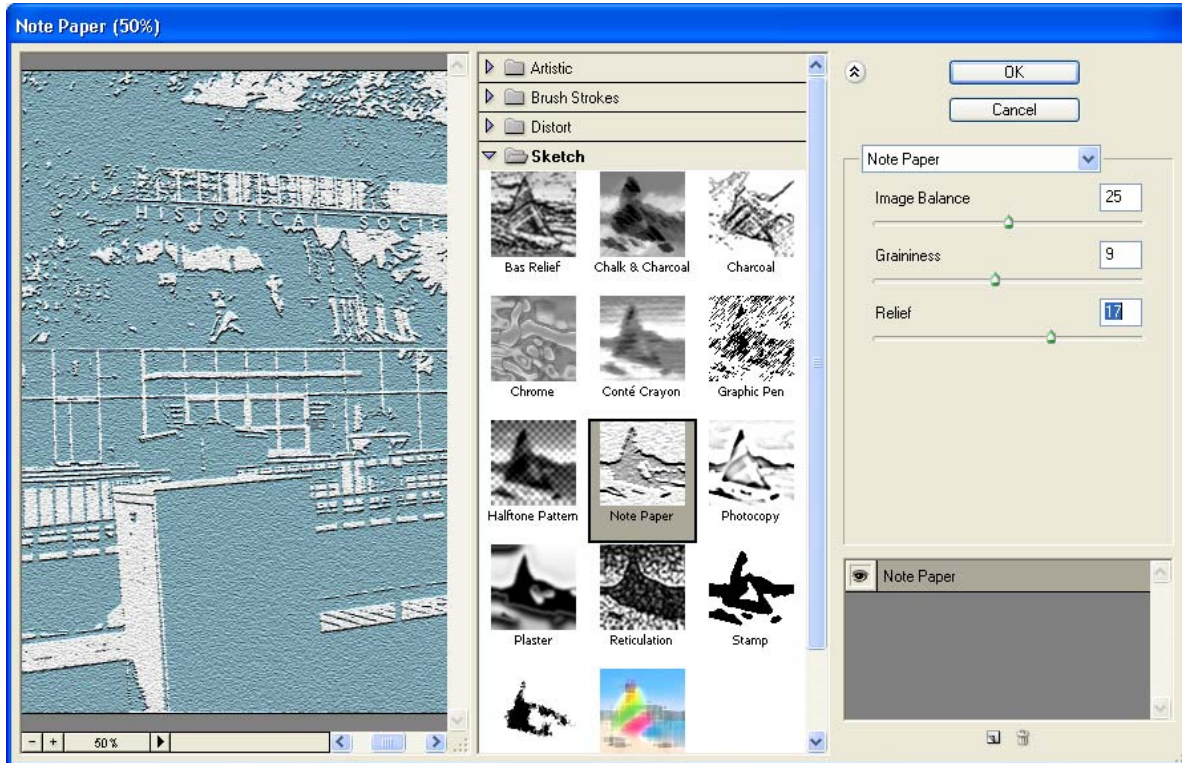 Note Paper (50%)
HISTORICAL SOCIE
- + 50%
Artistic
Brush Strokes
Distort
Sketch
Bas Relief Chalk & Charcoal Charcoal
Chrome Conté Crayon Graphic Pen
Halftone Pattern Note Paper Photocopy
Plaster Reticulation Stamp
OK
Cancel
Note Paper
Image Balance 25
Graininess 9
Relief 17
Note Paper